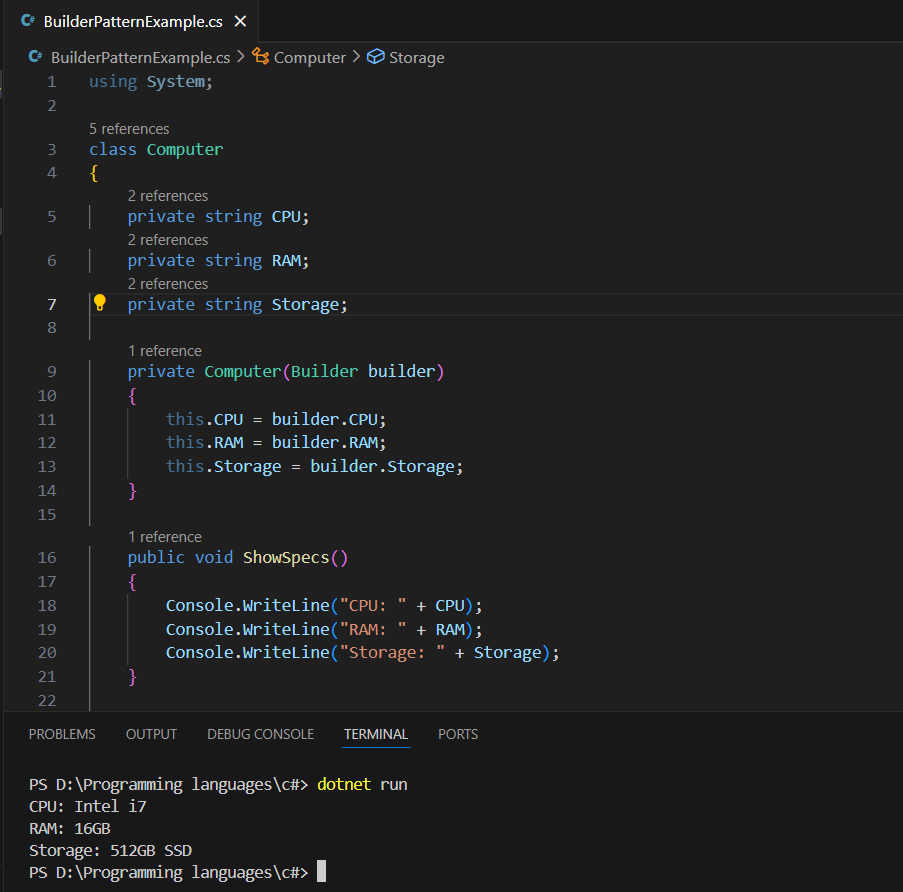 BuilderPatternExample.cs
BuilderPatternExample.cs > Computer > Storage
1 using System;
2
5 references
3 class Computer
4 {
2 references
5 private string CPU;
2 references
6 private string RAM;
2 references
7 private string Storage;
8
1 reference
9 private Computer(Builder builder)
10 {
11 this.CPU = builder.CPU;
12 this.RAM = builder.RAM;
13 this.Storage = builder.Storage;
14 }
15
1 reference
16 public void ShowSpecs()
17 {
18 Console.WriteLine("CPU: " + CPU);
19 Console.WriteLine("RAM: " + RAM);
20 Console.WriteLine("Storage: " + Storage);
21 }
22
PROBLEMS OUTPUT DEBUG CONSOLE TERMINAL PORTS
PS D:\Programming languages\c#> dotnet run
CPU: Intel i7
RAM: 16GB
Storage: 512GB SSD
PS D:\Programming languages\c#>